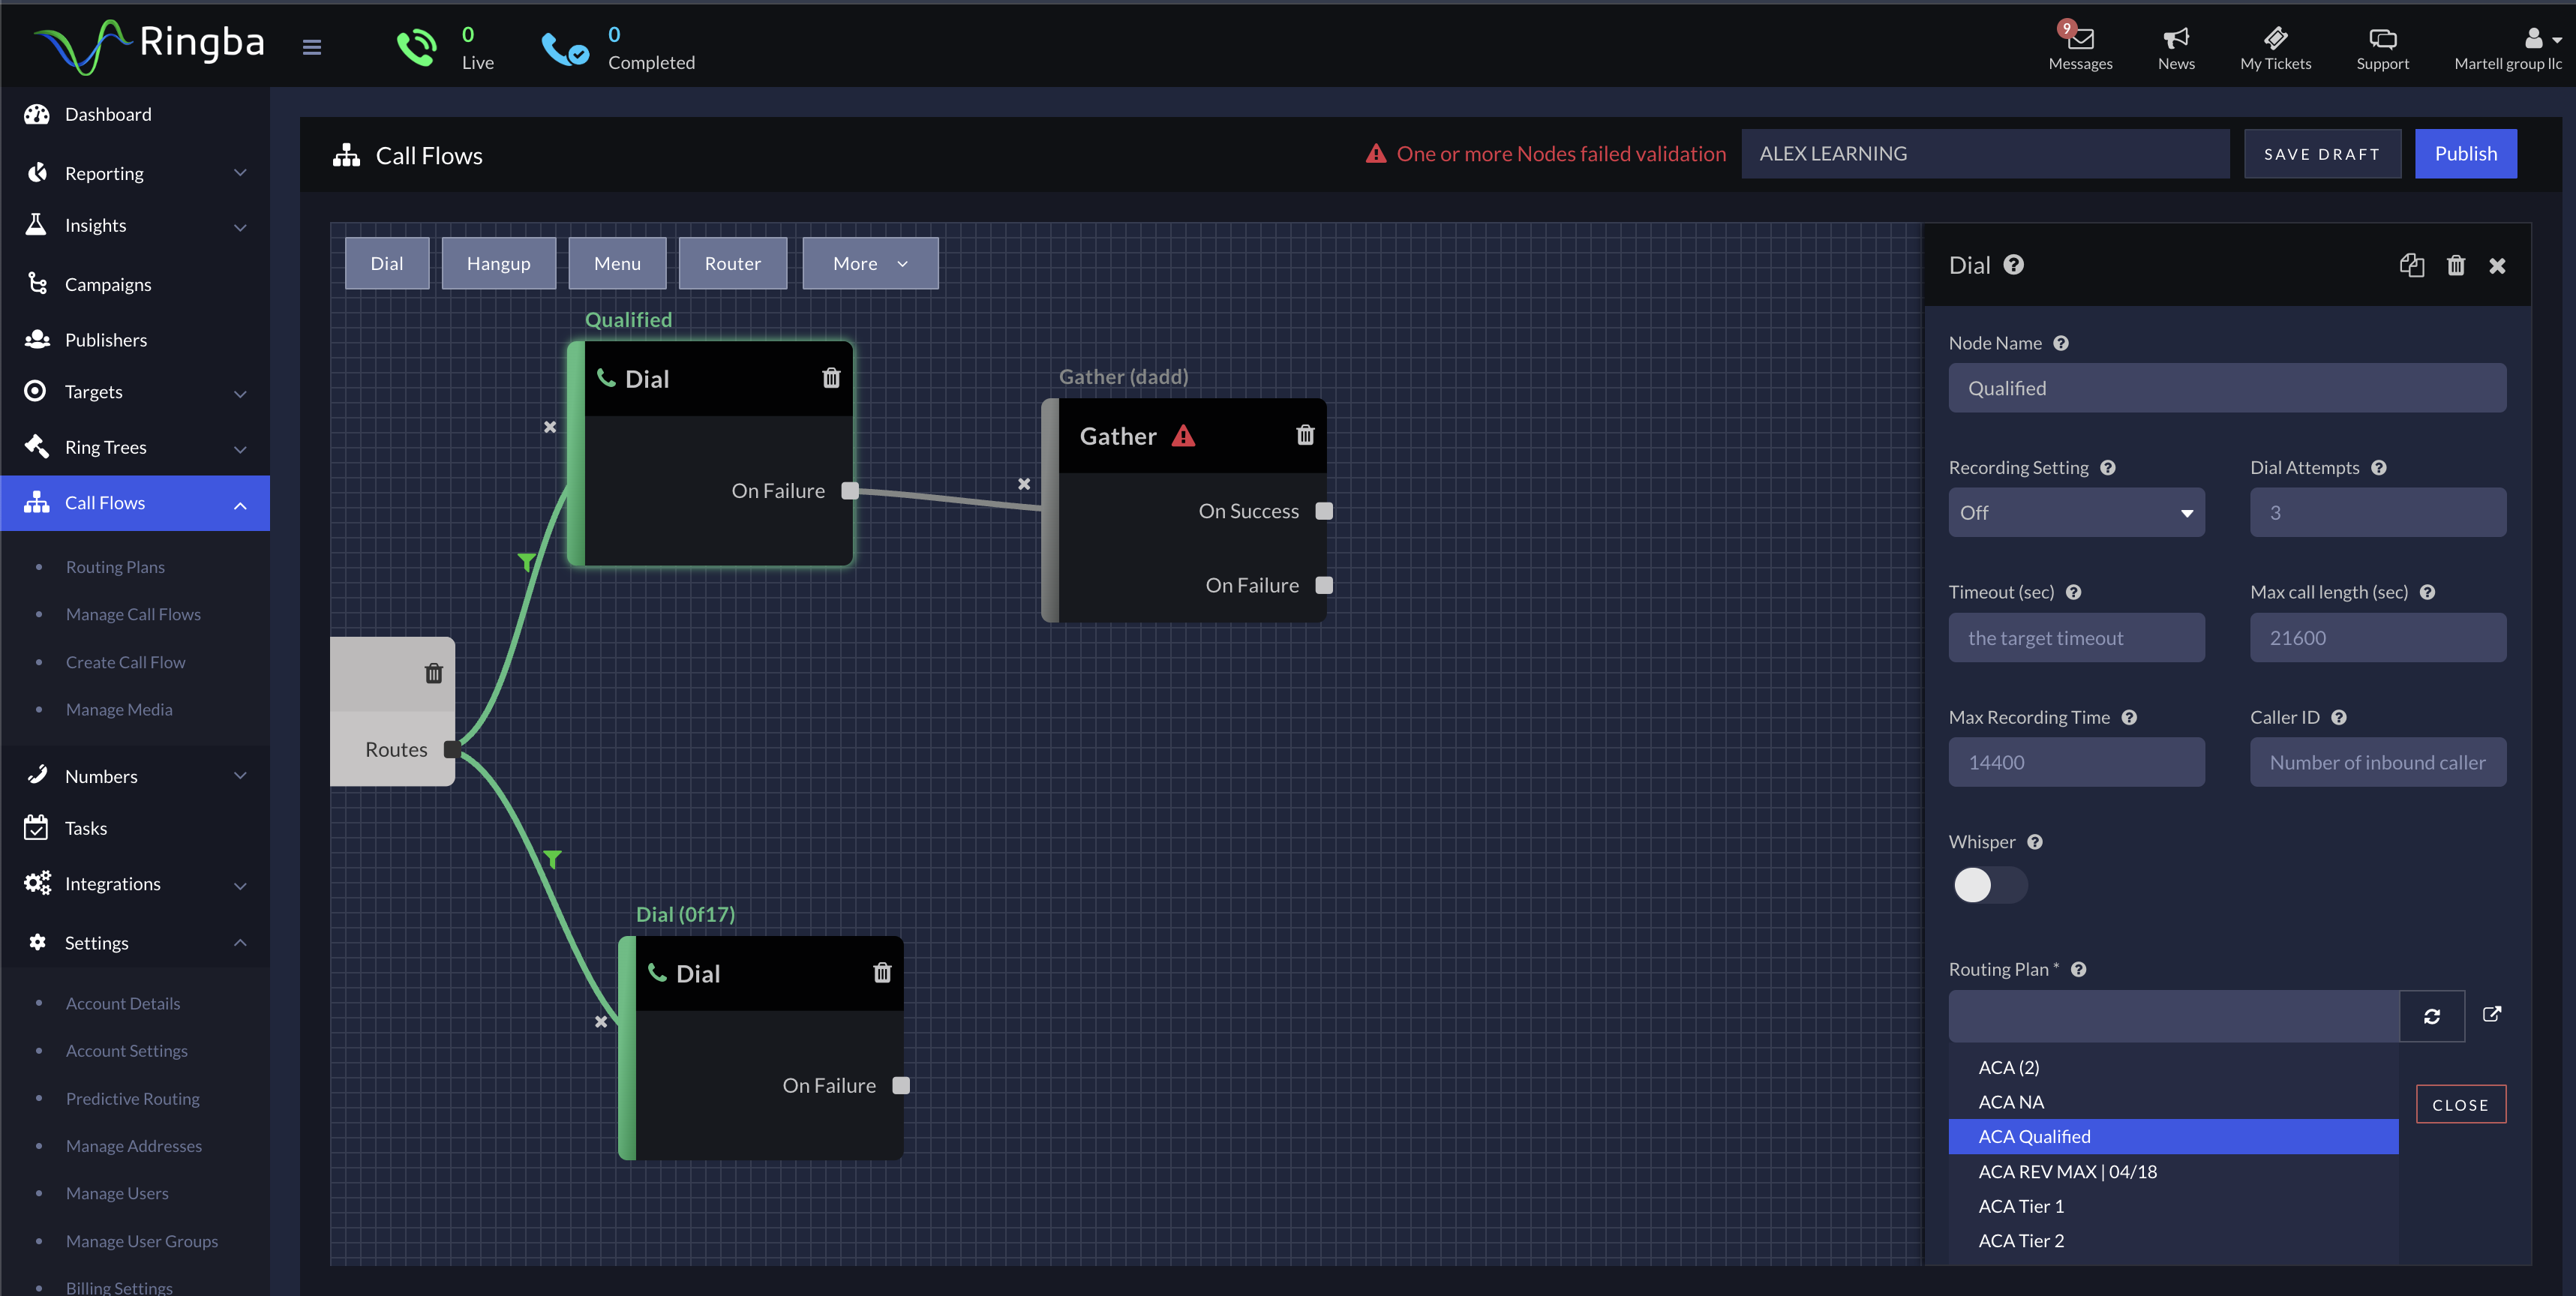 Ringba
0
Live
0
Completed
9
Messages
News
My Tickets
Support
Martell group llc
Dashboard
Reporting
Insights
Campaigns
Publishers
Targets
Ring Trees
Call Flows
Routing Plans
Manage Call Flows
Create Call Flow
Manage Media
Numbers
Tasks
Integrations
Settings
Account Details
Account Settings
Predictive Routing
Manage Addresses
Manage Users
Manage User Groups
Billing Settings
Call Flows
One or more Nodes failed validation
ALEX LEARNING
SAVE DRAFT
Publish
Dial
Hangup
Menu
Router
More
Qualified
Dial
On Failure
Gather (dadd)
Gather
On Success
On Failure
Routes
Dial (0f17)
Dial
On Failure
Dial
Node Name
Qualified
Recording Setting
Dial Attempts
Off
3
Timeout (sec)
Max call length (sec)
the target timeout
21600
Max Recording Time
Caller ID
14400
Number of inbound caller
Whisper
Routing Plan *
ACA (2)
ACA NA
ACA Qualified
ACA REV MAX | 04/18
ACA Tier 1
ACA Tier 2
CLOSE